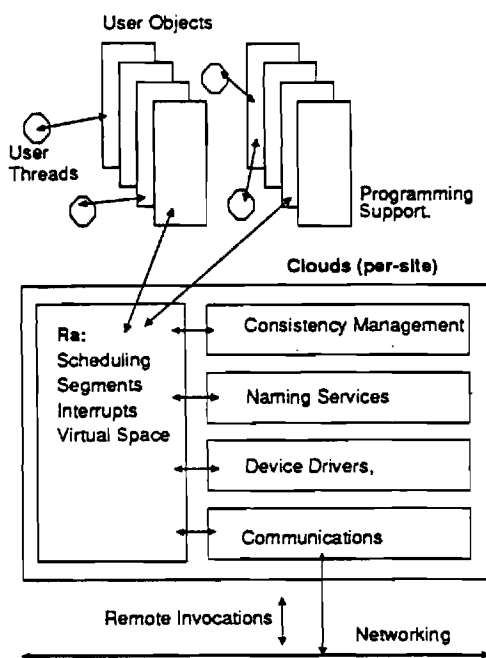 User Objects
User
Threads
Programming
Support.
Clouds (per-site)
Ra:
Scheduling
Segments
Interrupts
Virtual Space
Consistency Management
Naming Services
Device Drivers,
Communications
Remote Invocations
Networking